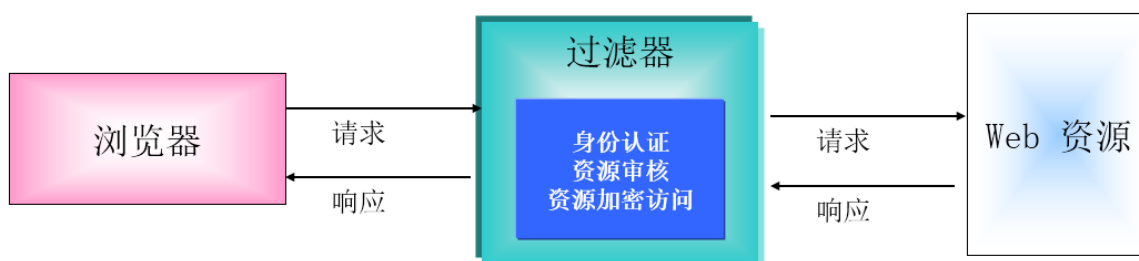 过滤器
浏览器
请求
响应
身份认证
资源审核
资源加密访问
请求
响应
Web 资源